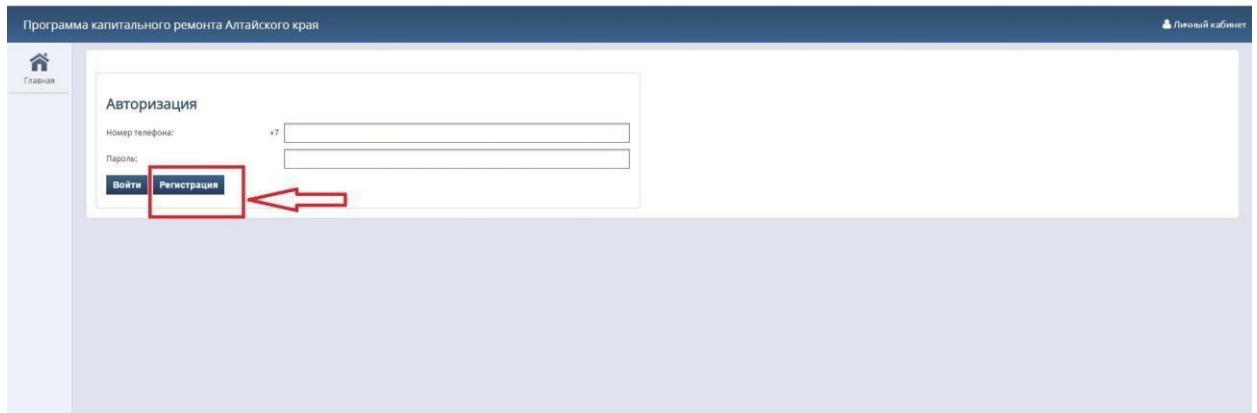 Программа капитального ремонта Алтайского края
Личный кабинет
Главная
Авторизация
Номер телефона: +7
Пароль:
Войти Регистрация